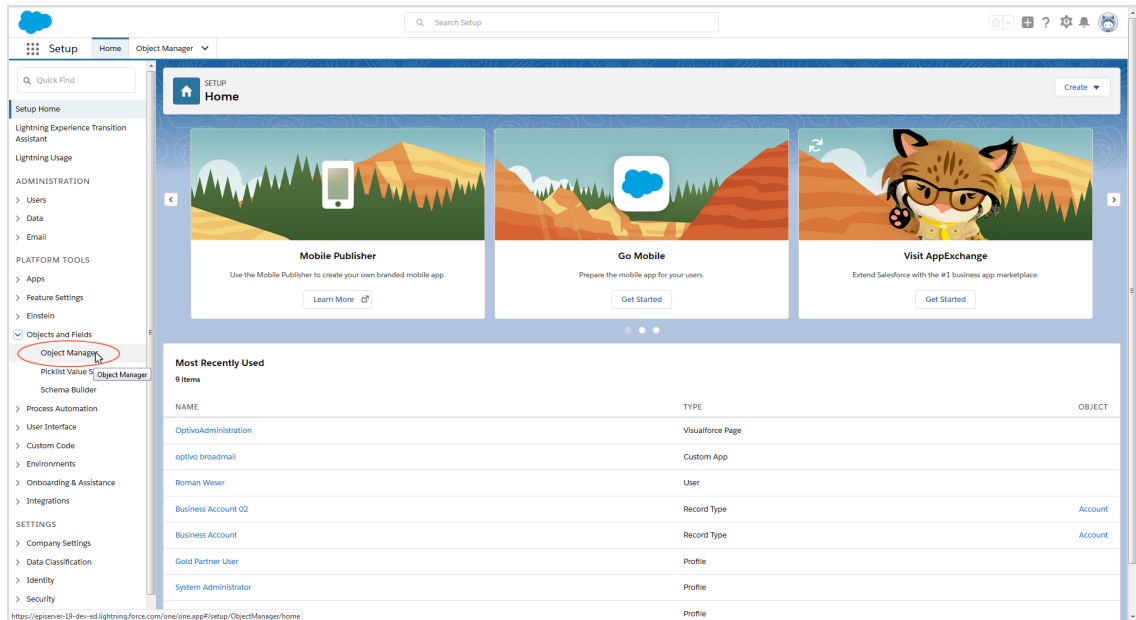 Search Setup
Setup
Home
Object Manager
Quick Find
Setup Home
Lightning Experience Transition
Assistant
Lightning Usage
ADMINISTRATION
Users
Data
Email
PLATFORM TOOLS
Apps
Feature Settings
Einstein
Objects and Fields
Object Manager
Picklist Value S
Object Manager
Schema Builder
Process Automation
User Interface
Custom Code
Environments
Onboarding & Assistance
Integrations
SETTINGS
Company Settings
Data Classification
Identity
Security
https://episerver-19-dev-ed.lightning.force.com/one/one.app#/setup/ObjectManager/home
SETUP
Home
Create
Mobile Publisher
Use the Mobile Publisher to create your own branded mobile app.
Learn More
Go Mobile
Prepare the mobile app for your users.
Get Started
Visit AppExchange
Extend Salesforce with the #1 business app marketplace.
Get Started
Most Recently Used
9 items
NAME TYPE OBJECT
OptivoAdministration Visualforce Page
optivo broadmail Custom App
Roman Weser User
Business Account 02 Record Type Account
Business Account Record Type Account
Gold Partner User Profile
System Administrator Profile
Profile